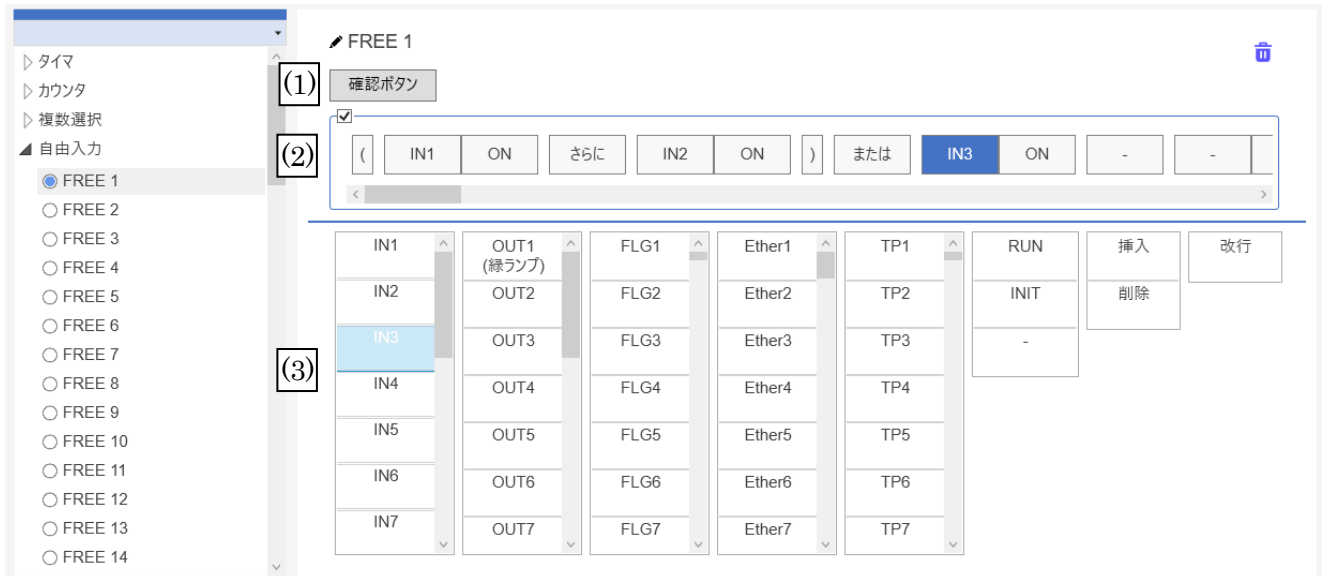 タイマ
カウンタ
複数選択
自由入力
FREE 1
FREE 2
FREE 3
FREE 4
FREE 5
FREE 6
FREE 7
FREE 8
FREE 9
FREE 10
FREE 11
FREE 12
FREE 13
FREE 14
FREE 1
(1) 確認ボタン
(2) ( IN1 ON さらに IN2 ON ) または IN3 ON - -
(3)
IN1 OUT1 FLG1 Ether1 TP1 RUN 挿入 改行
(緑ランプ)
IN2 OUT2 FLG2 Ether2 TP2 INIT 削除
IN3 OUT3 FLG3 Ether3 TP3 -
IN4 OUT4 FLG4 Ether4 TP4
IN5 OUT5 FLG5 Ether5 TP5
IN6 OUT6 FLG6 Ether6 TP6
IN7 OUT7 FLG7 Ether7 TP7